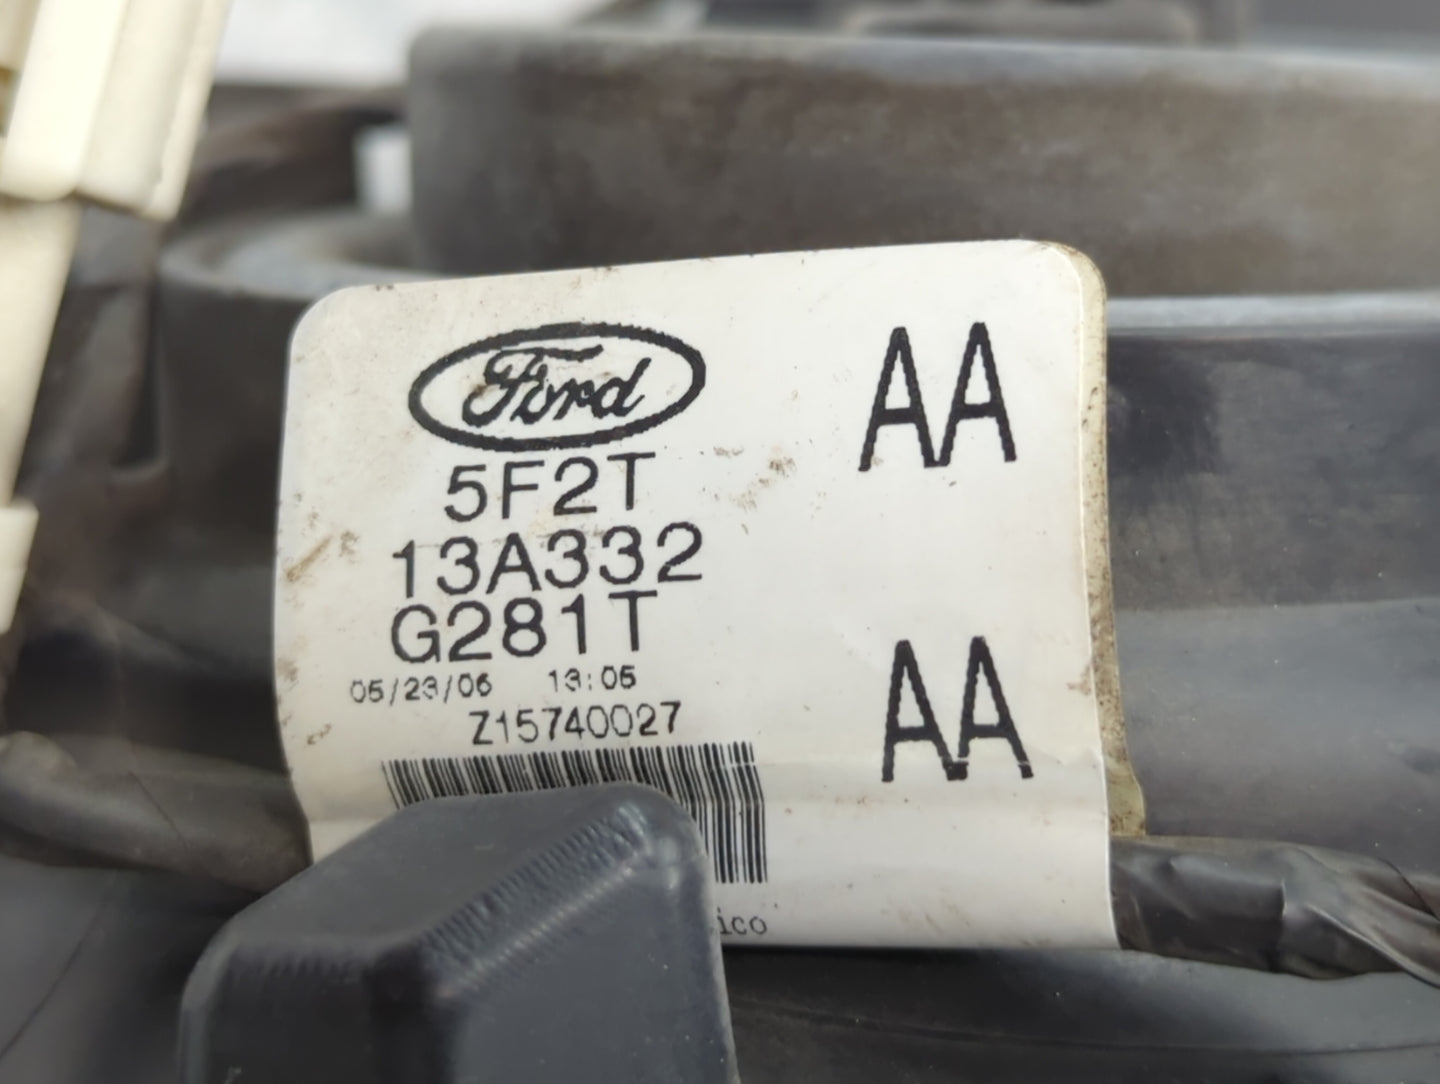 Ford
AA
5F2T
13A332
G281T
05/23/06 13:05
Z15740027
AA
ico